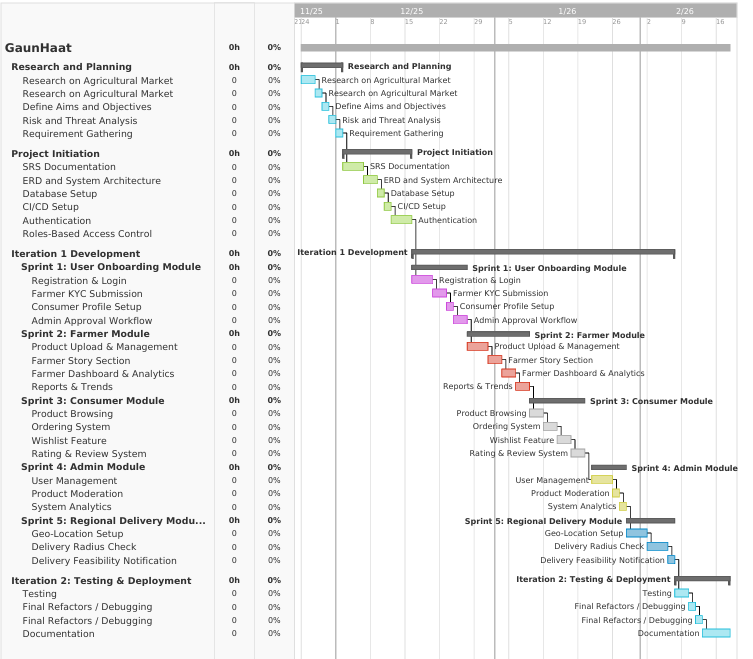 11/25 12/25 1/26 2/26
24 1 8 15 22 29 5 12 19 26 2 9 16
GaunHaat 0h 0%
Research and Planning 0h 0% Research and Planning
Research on Agricultural Market 0 0% Research on Agricultural Market
Research on Agricultural Market 0 0% Research on Agricultural Market
Define Aims and Objectives 0 0% Define Aims and Objectives
Risk and Threat Analysis 0 0% Risk and Threat Analysis
Requirement Gathering 0 0% Requirement Gathering
Project Initiation 0h 0% Project Initiation
SRS Documentation 0 0% SRS Documentation
ERD and System Architecture 0 0% ERD and System Architecture
Database Setup 0 0% Database Setup
CI/CD Setup 0 0% CI/CD Setup
Authentication 0 0% Authentication
Roles-Based Access Control 0 0%
Iteration 1 Development 0h 0% Iteration 1 Development
Sprint 1: User Onboarding Module 0h 0% Sprint 1: User Onboarding Module
Registration & Login 0 0% Registration & Login
Farmer KYC Submission 0 0% Farmer KYC Submission
Consumer Profile Setup 0 0% Consumer Profile Setup
Admin Approval Workflow 0 0% Admin Approval Workflow
Sprint 2: Farmer Module 0h 0% Sprint 2: Farmer Module
Product Upload & Management 0 0% Product Upload & Management
Farmer Story Section 0 0% Farmer Story Section
Farmer Dashboard & Analytics 0 0% Farmer Dashboard & Analytics
Reports & Trends 0 0% Reports & Trends
Sprint 3: Consumer Module 0h 0% Sprint 3: Consumer Module
Product Browsing 0 0% Product Browsing
Ordering System 0 0% Ordering System
Wishlist Feature 0 0% Wishlist Feature
Rating & Review System 0 0% Rating & Review System
Sprint 4: Admin Module 0h 0% Sprint 4: Admin Module
User Management 0 0% User Management
Product Moderation 0 0% Product Moderation
System Analytics 0 0% System Analytics
Sprint 5: Regional Delivery Modu... 0h 0% Sprint 5: Regional Delivery Module
Geo-Location Setup 0 0% Geo-Location Setup
Delivery Radius Check 0 0% Delivery Radius Check
Delivery Feasibility Notification 0 0% Delivery Feasibility Notification
Iteration 2: Testing & Deployment 0h 0% Iteration 2: Testing & Deployment
Testing 0 0% Testing
Final Refactors / Debugging 0 0% Final Refactors / Debugging
Final Refactors / Debugging 0 0% Final Refactors / Debugging
Documentation 0 0% Documentation